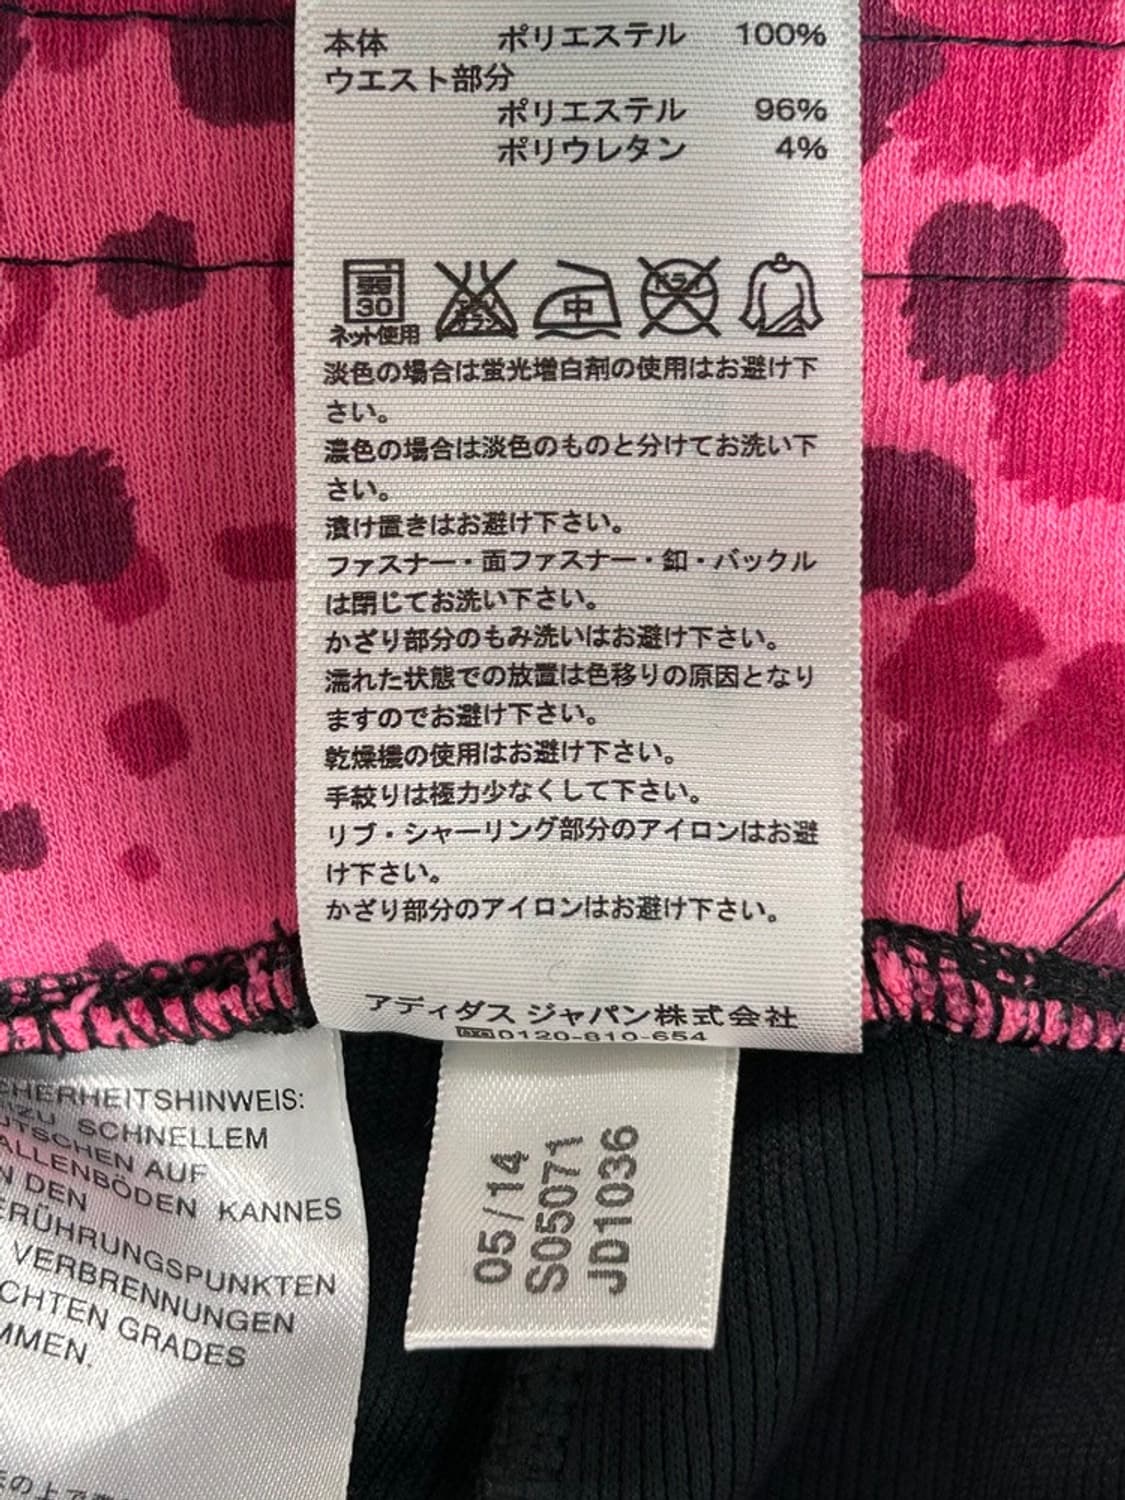 本体 ポリエステル 100%
ウエスト部分
ポリエステル 96%
ポリウレタン 4%
弱
30
ネット使用
エンソ
サラシ
中
ドライ
淡色の場合は蛍光増白剤の使用はお避け下
さい。
濃色の場合は淡色のものと分けてお洗い下
さい。
漬け置きはお避け下さい。
ファスナー・面ファスナー・釦・バックル
は閉じてお洗い下さい。
かざり部分のもみ洗いはお避け下さい。
濡れた状態での放置は色移りの原因となり
ますのでお避け下さい。
乾燥機の使用はお避け下さい。
手絞りは極力少なくして下さい。
リブ・シャーリング部分のアイロンはお避
け下さい。
かざり部分のアイロンはお避け下さい。
アディダス ジャパン株式会社
0120-810-654
CHERHEITSHINWEIS:
SCHNELLEM
UTSCHEN AUF
ALLENBÖDEN KANNES
N DEN
ERÜHRUNGSPUNKTEN
VERBRENNUNGEN
CHTEN GRADES
MMEN.
の上で
05/14
S05071
JD1036